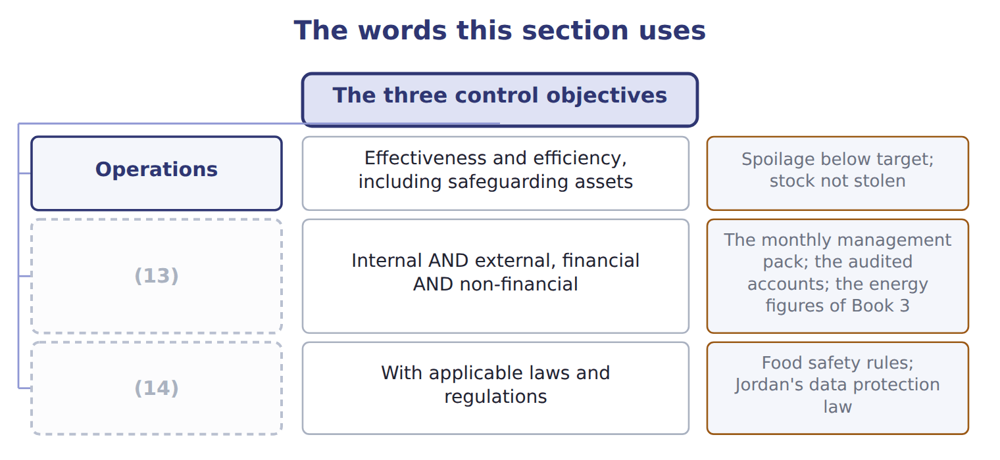 The words this section uses
The three control objectives
Operations
Effectiveness and efficiency,
including safeguarding assets
Spoilage below target;
stock not stolen
(13)
Internal AND external, financial
AND non-financial
The monthly management
pack; the audited
accounts; the energy
figures of Book 3
(14)
With applicable laws and
regulations
Food safety rules;
Jordan's data protection
law